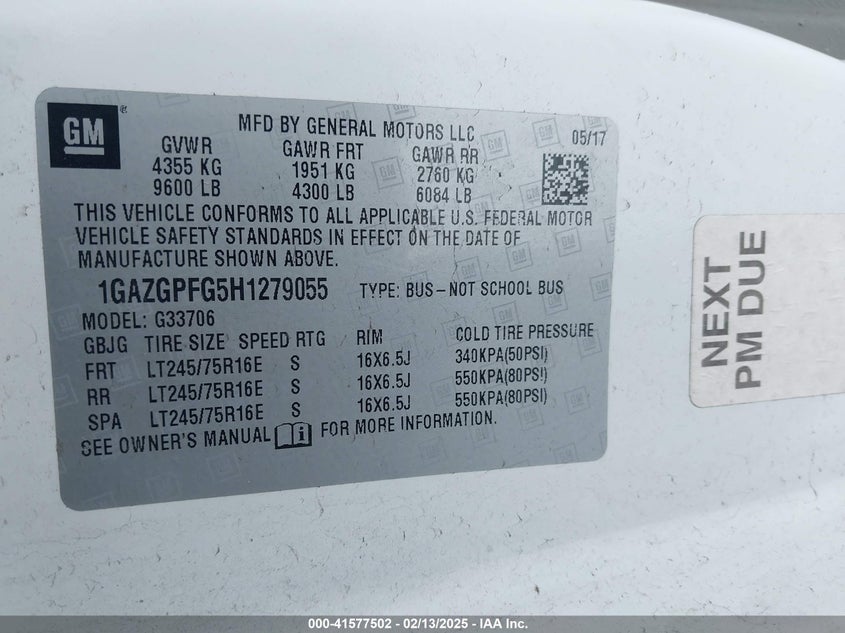 GM
MFD BY GENERAL MOTORS LLC 05/17
GVWR GAWR FRT GAWR RR
4355 KG 1951 KG 2760 KG
9600 LB 4300 LB 6084 LB
THIS VEHICLE CONFORMS TO ALL APPLICABLE U.S. FEDERAL MOTOR
VEHICLE SAFETY STANDARDS IN EFFECT ON THE DATE OF
MANUFACTURE SHOWN ABOVE.
1GAZGPFG5H1279055 TYPE: BUS-NOT SCHOOL BUS
MODEL: G33706
GBJG TIRE SIZE SPEED RTG RIM COLD TIRE PRESSURE
FRT LT245/75R16E S 16X6.5J 340KPA(50PSI)
RR LT245/75R16E S 16X6.5J 550KPA(80PSI)
SPA LT245/75R16E S 16X6.5J 550KPA(80PSI)
SEE OWNER'S MANUAL FOR MORE INFORMATION.
NEXT
PM DUE
000-41577502 - 02/13/2025 - IAA Inc.